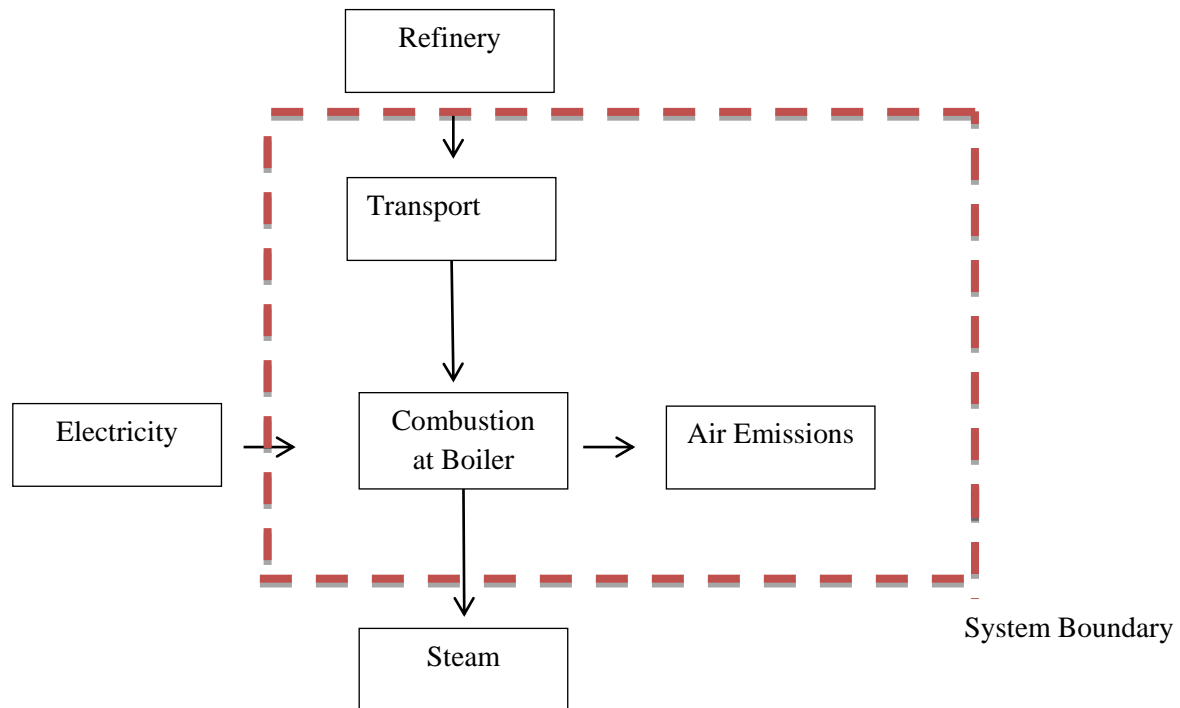 Refinery
Transport
Electricity
Combustion
at Boiler
Air Emissions
System Boundary
Steam